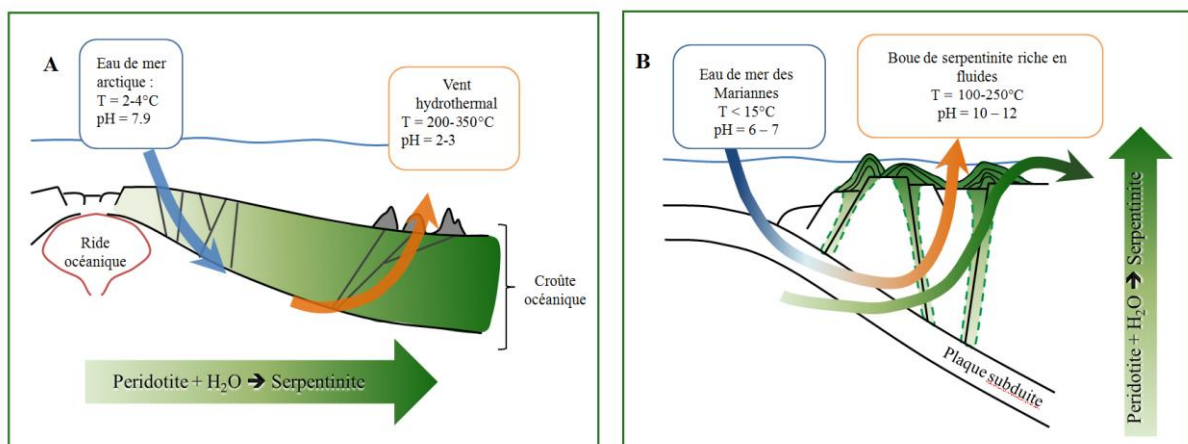 A
Eau de mer
arctique :
T = 2-4°C
pH = 7.9
Vent
hydrothermal
T = 200-350°C
pH = 2-3
Ride
océanique
Croûte
océanique
Peridotite + H₂O ➔ Serpentinite
B
Eau de mer des
Mariannes
T < 15°C
pH = 6 – 7
Boue de serpentinite riche en
fluides
T = 100-250°C
pH = 10 – 12
Plaque subduite
Peridotite + H₂O ➔ Serpentinite